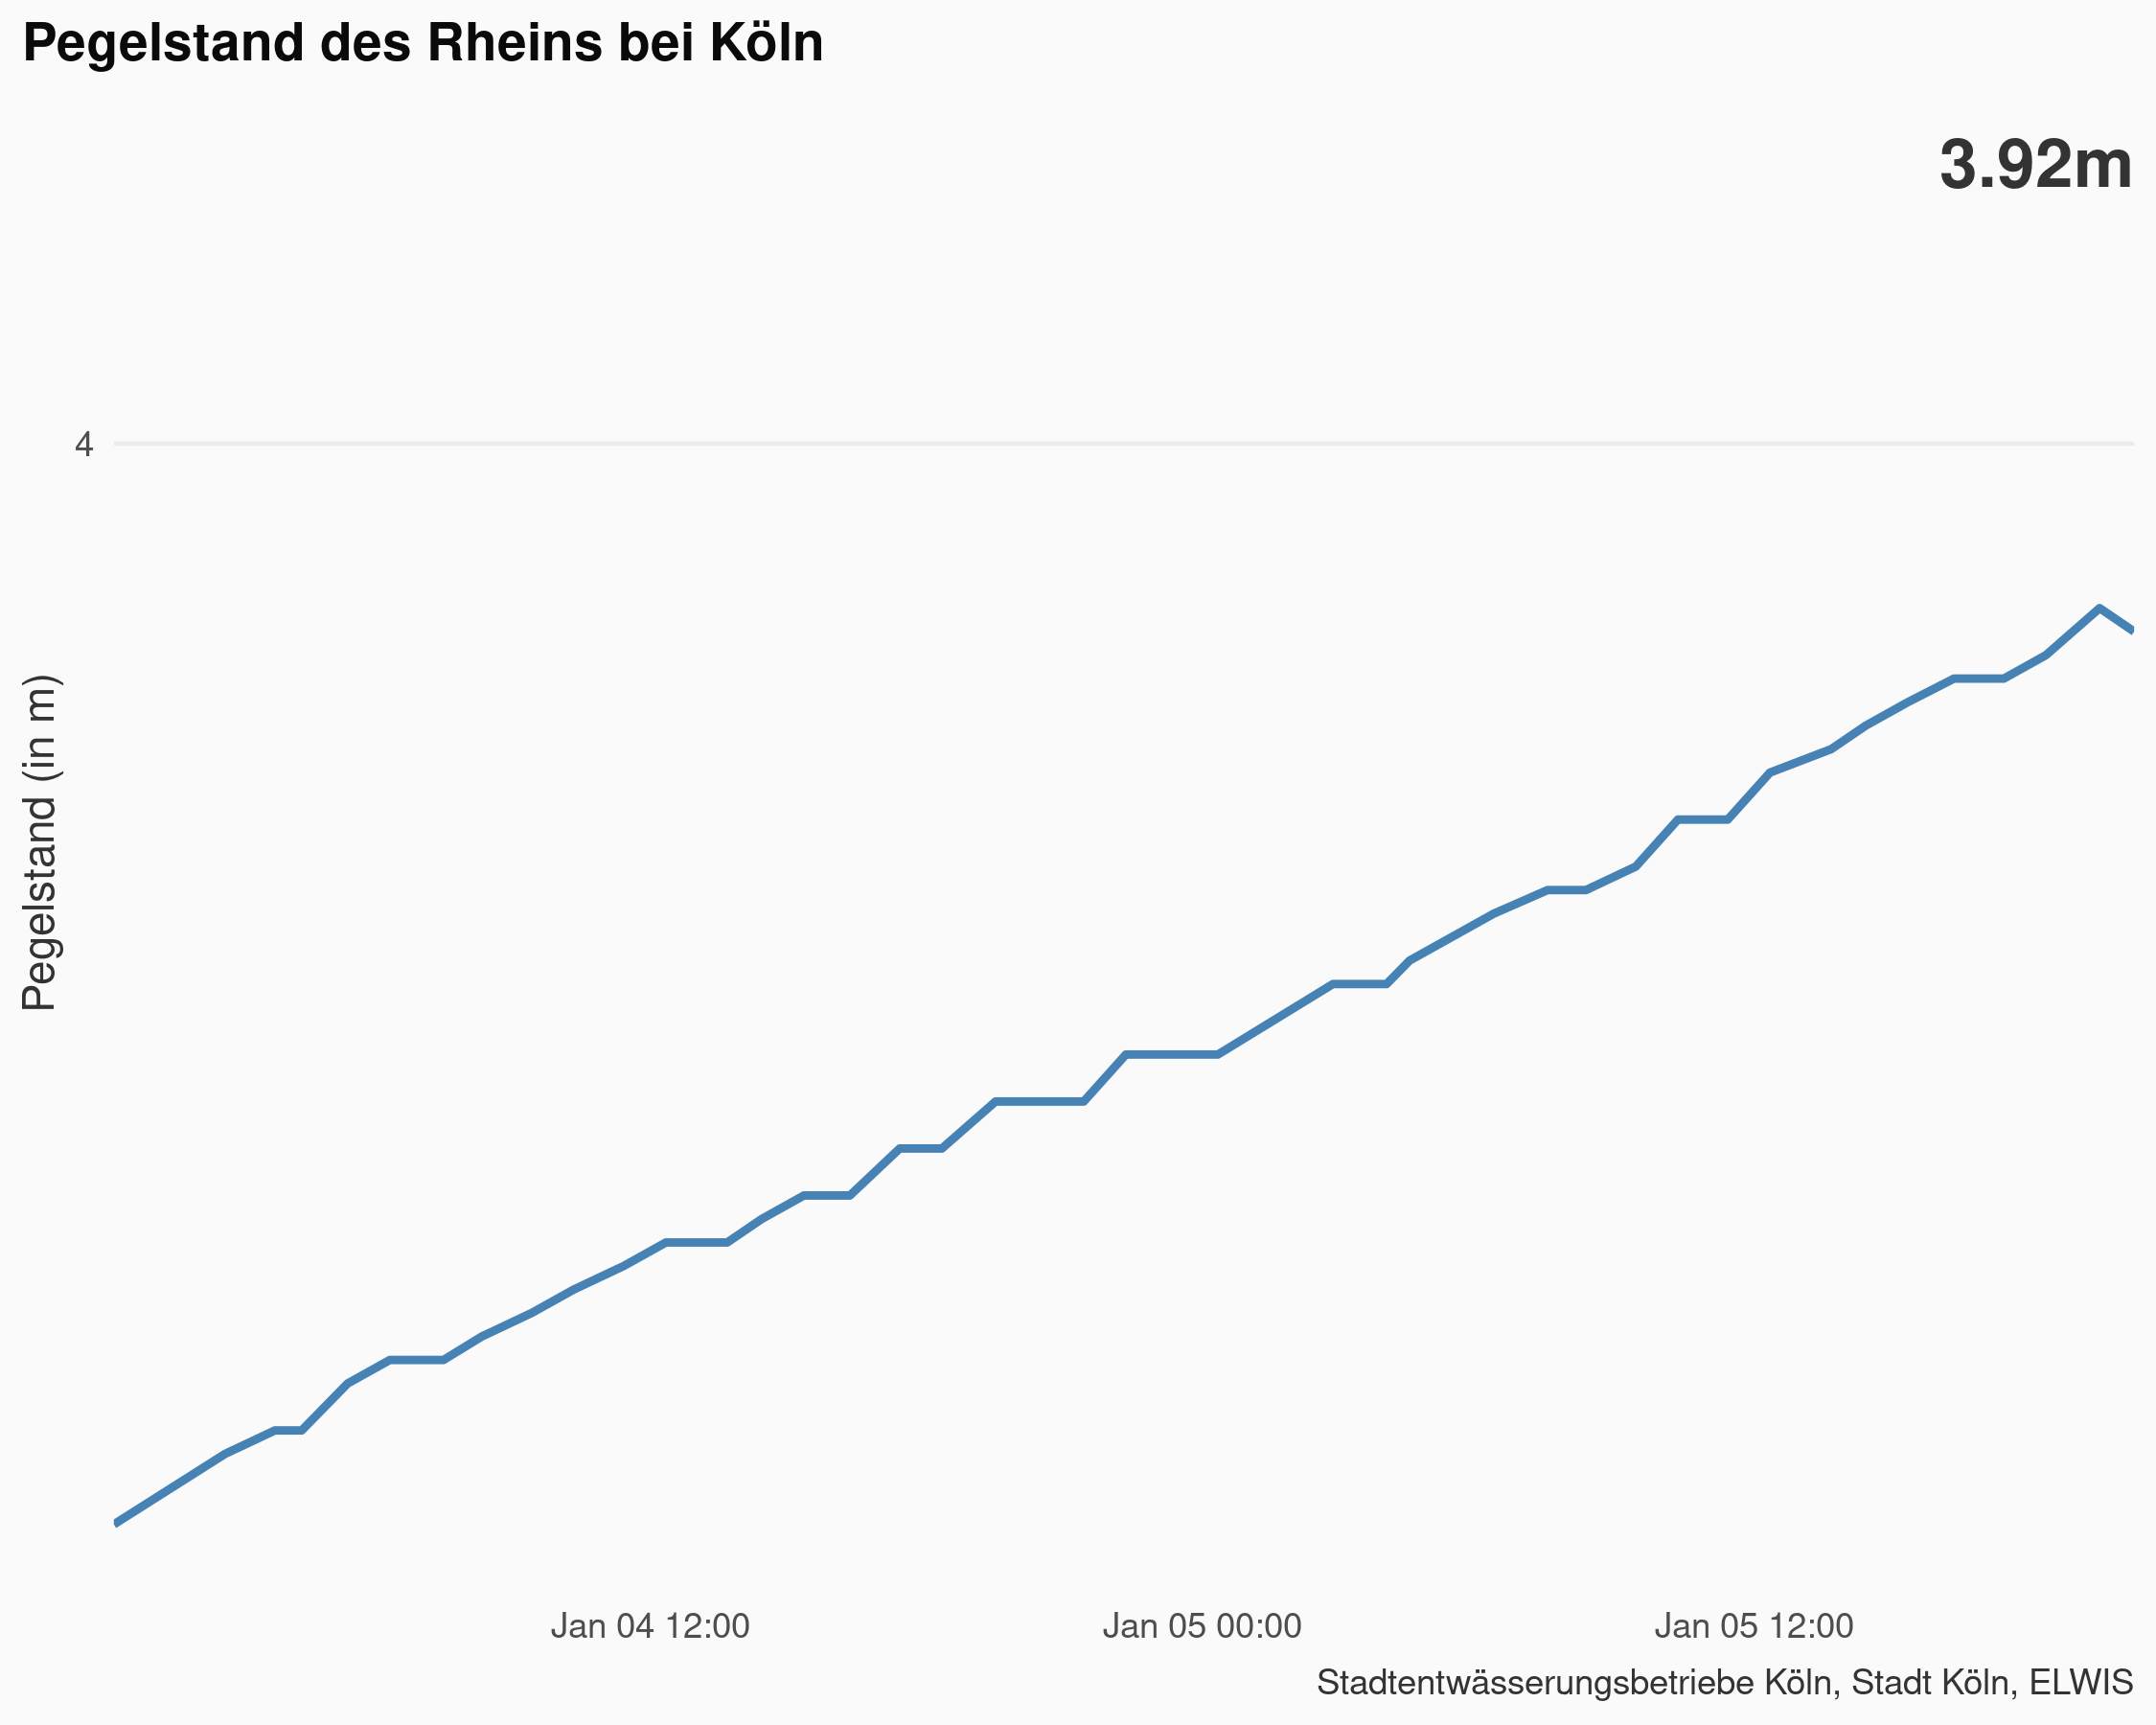 Pegelstand des Rheins bei Köln
3.92m
4
Pegelstand (in m)
Jan 04 12:00
Jan 05 00:00
Jan 05 12:00
Stadtentwässerungsbetriebe Köln, Stadt Köln, ELWIS